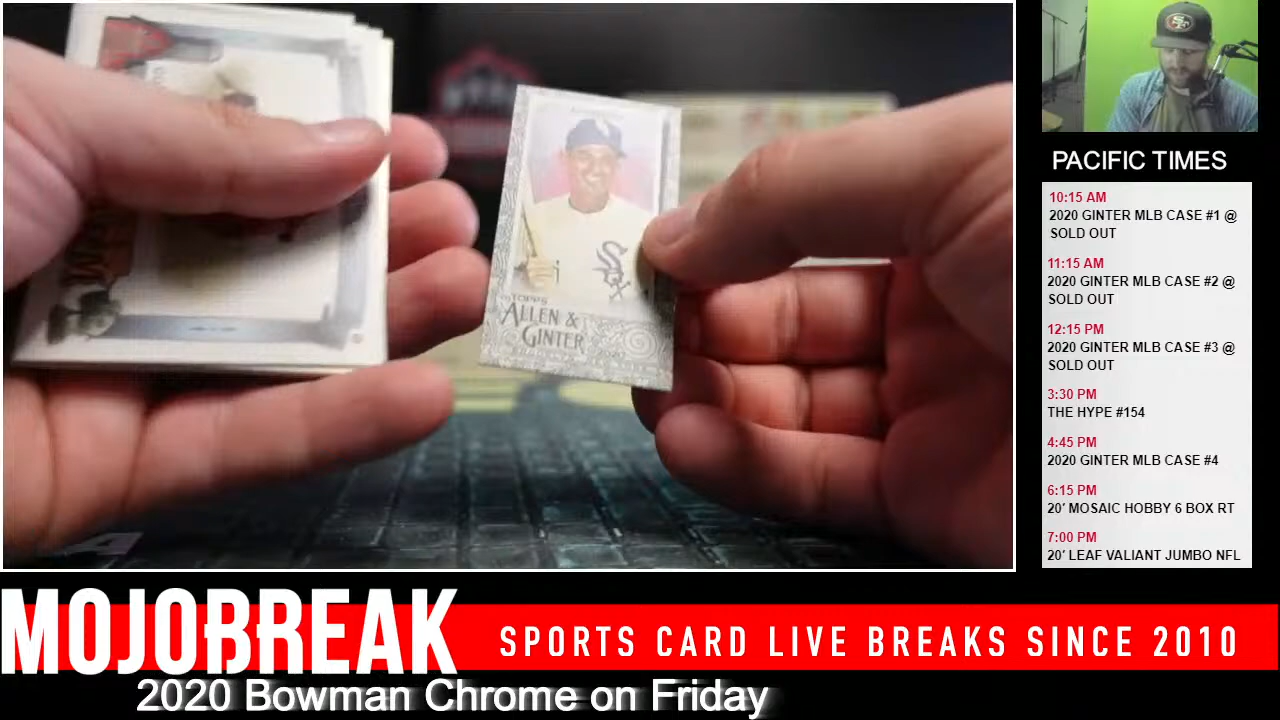 Sox
TOPPS
ALLEN &
GINTER
PACIFIC TIMES
10:15 AM
2020 GINTER MLB CASE #1 @
SOLD OUT
11:15 AM
2020 GINTER MLB CASE #2 @
SOLD OUT
12:15 PM
2020 GINTER MLB CASE #3 @
SOLD OUT
3:30 PM
THE HYPE #154
4:45 PM
2020 GINTER MLB CASE #4
6:15 PM
20' MOSAIC HOBBY 6 BOX RT
7:00 PM
20' LEAF VALIANT JUMBO NFL
MOJOBREAK
SPORTS CARD LIVE BREAKS SINCE 2010
2020 Bowman Chrome on Friday